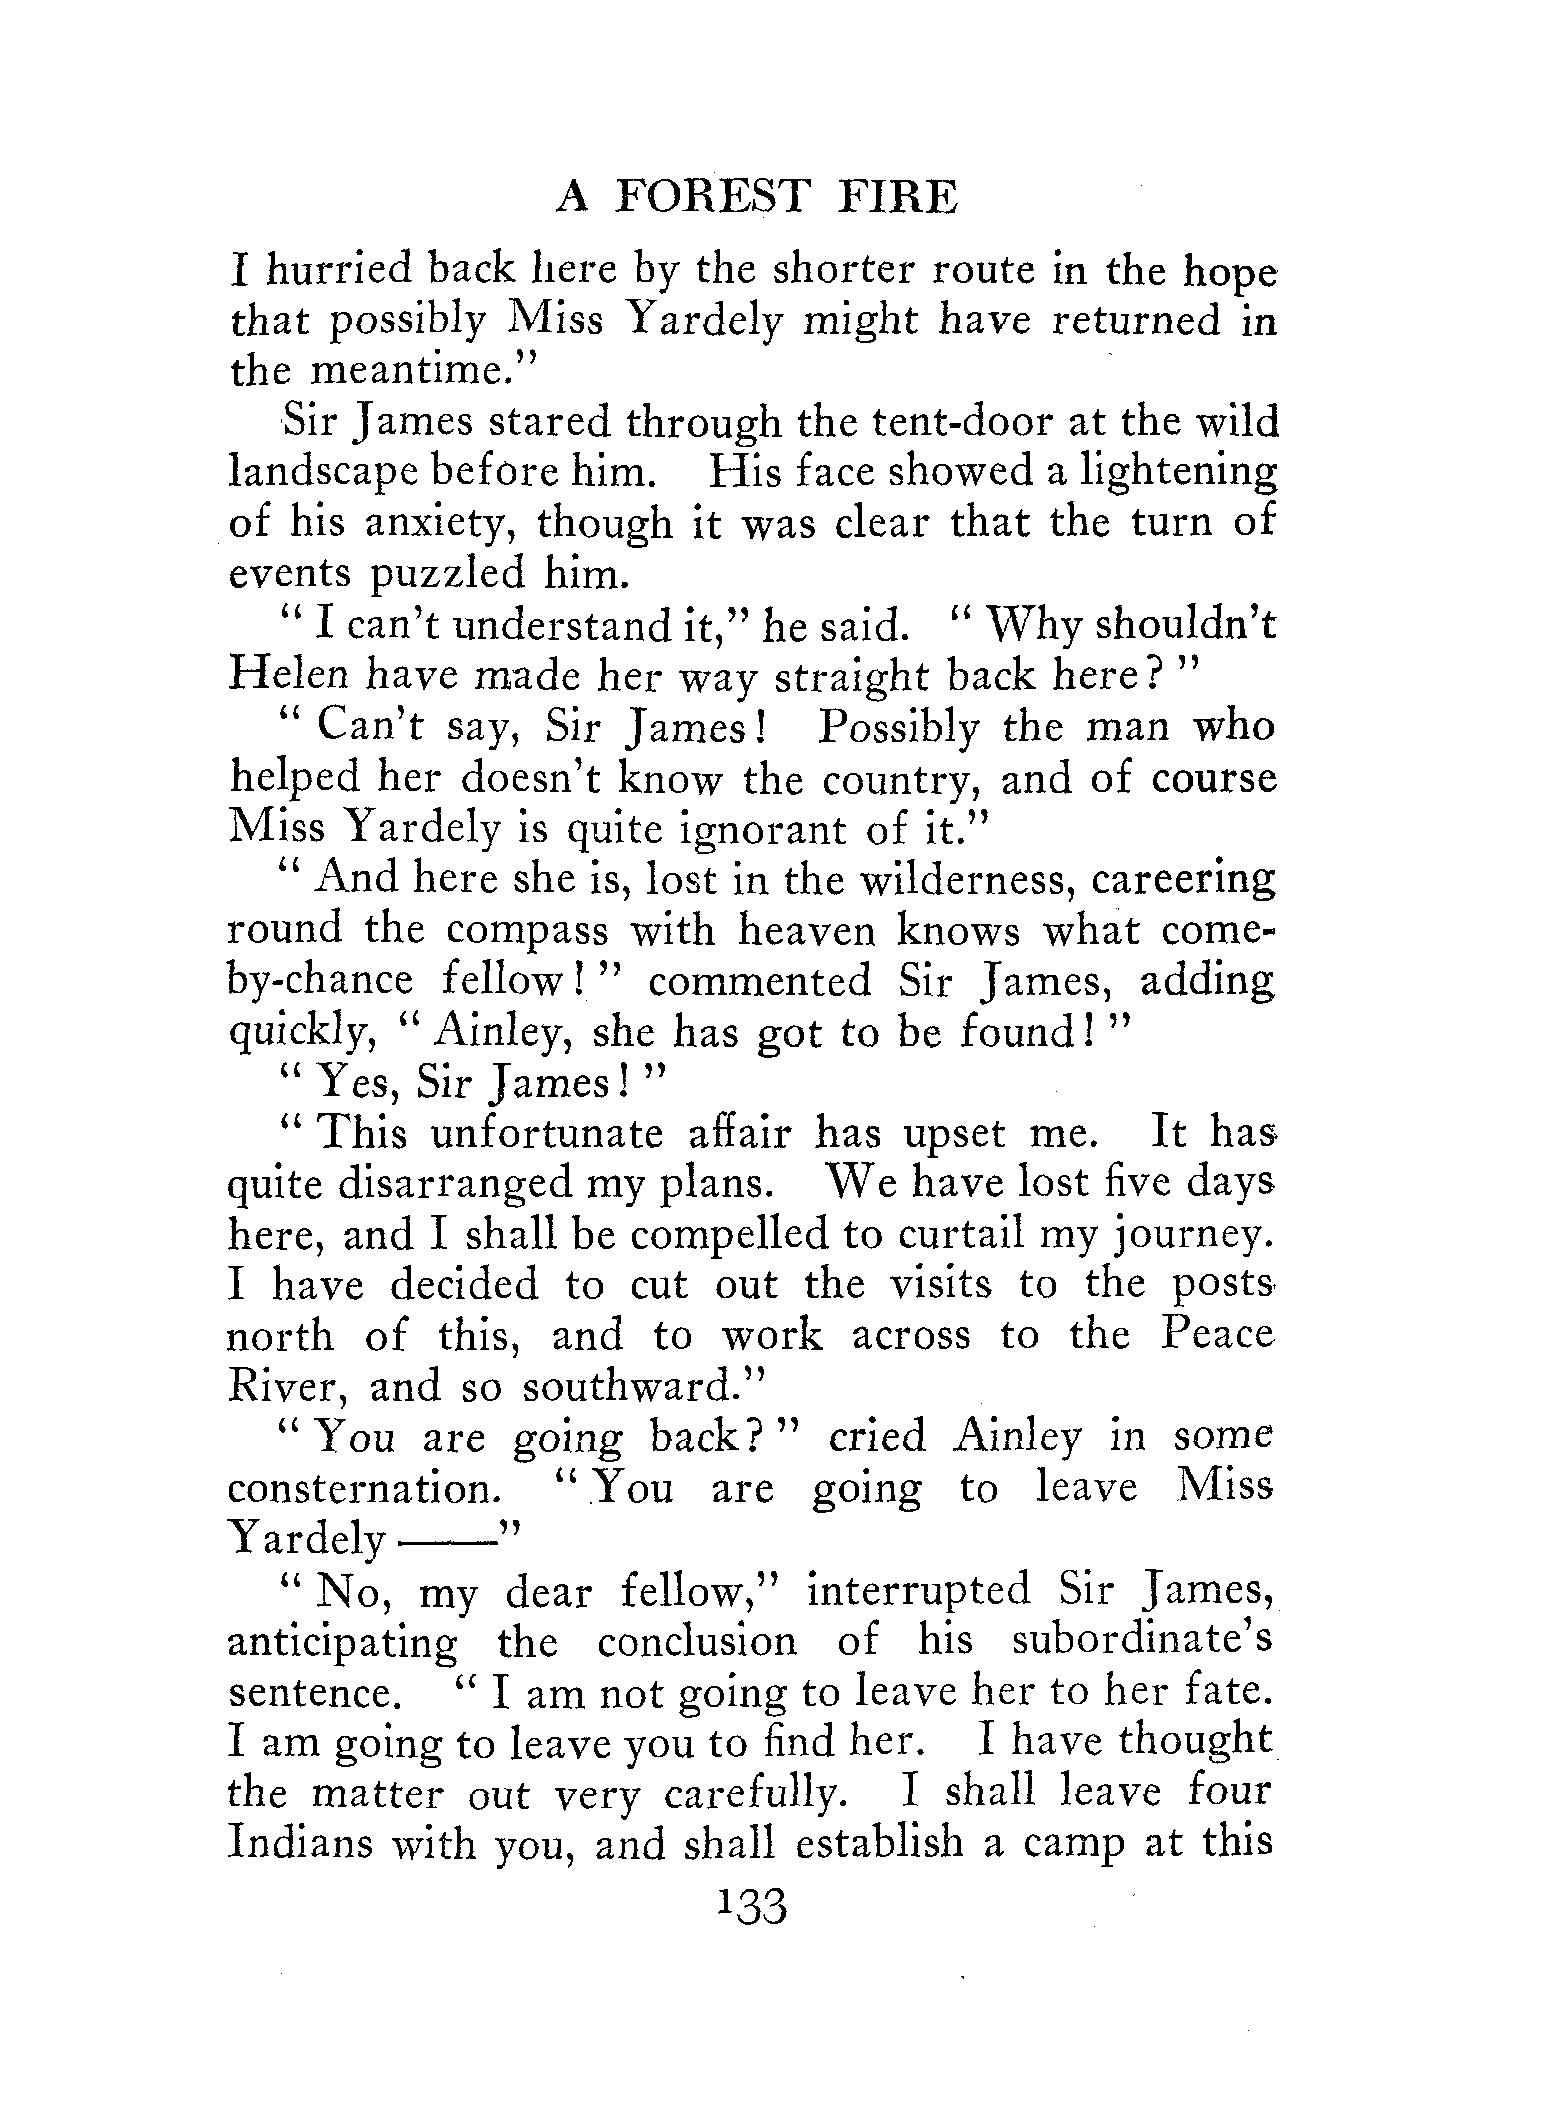 A FOREST FIRE
I hurried back here by the shorter route in the hope
that possibly Miss Yardely might have returned in
the meantime."
Sir James stared through the tent-door at the wild
landscape before him. His face showed a lightening
of his anxiety, though it was clear that the turn of
events puzzled him.
" I can't understand it," he said. " Why shouldn't
Helen have made her way straight back here? "
" Can't say, Sir James! Possibly the man who
helped her doesn't know the country, and of course
Miss Yardely is quite ignorant of it."
" And here she is, lost in the wilderness, careering
round the compass with heaven knows what come-
by-chance fellow! " commented Sir James, adding
quickly, " Ainley, she has got to be found! "
" Yes, Sir James! "
" This unfortunate affair has upset me. It has
quite disarranged my plans. We have lost five days
here, and I shall be compelled to curtail my journey.
I have decided to cut out the visits to the posts
north of this, and to work across to the Peace
River, and so southward."
" You are going back? " cried Ainley in some
consternation. " You are going to leave Miss
Yardely ——"
" No, my dear fellow," interrupted Sir James,
anticipating the conclusion of his subordinate's
sentence. " I am not going to leave her to her fate.
I am going to leave you to find her. I have thought
the matter out very carefully. I shall leave four
Indians with you, and shall establish a camp at this
133